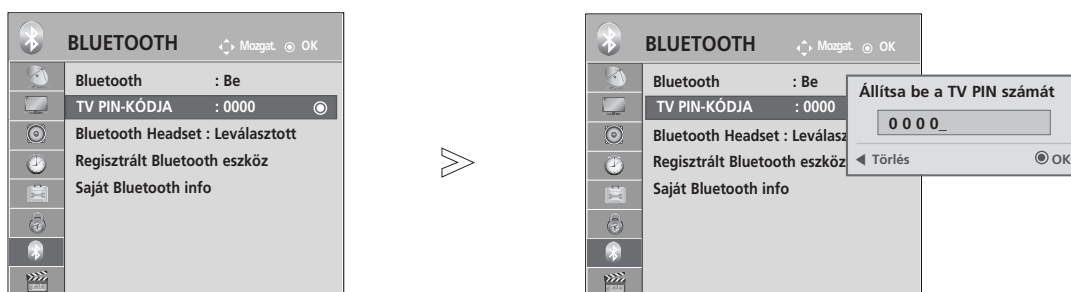 BLUETOOTH Mozgat. OK
Bluetooth : Be
TV PIN-KÓDJA : 0000
Bluetooth Headset : Leválasztott
Regisztrált Bluetooth eszköz
Saját Bluetooth info
BLUETOOTH Mozgat. OK
Bluetooth : Be
TV PIN-KÓDJA : 0000
Bluetooth Headset : Leválasz
Regisztrált Bluetooth eszköz
Saját Bluetooth info
Állítsa be a TV PIN számát
0 0 0 0_
Törlés OK